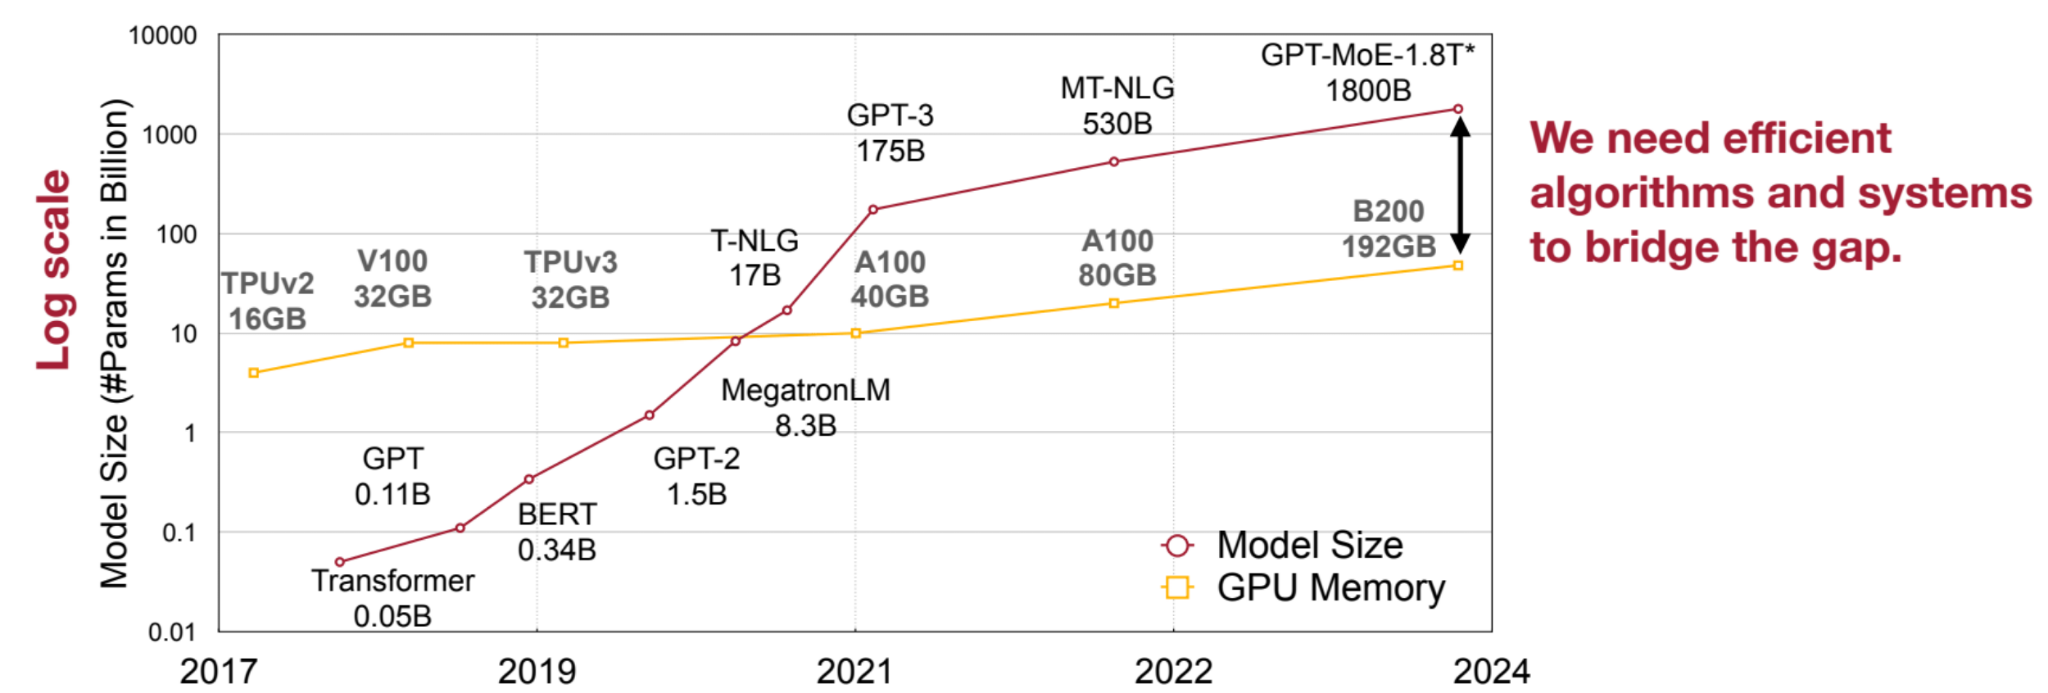 Log scale
Model Size (#Params in Billion)
10000
1000
100
10
1
0.1
0.01
2017
2019
2021
2022
2024
TPUv2
16GB
V100
32GB
TPUv3
32GB
A100
40GB
A100
80GB
B200
192GB
Transformer
0.05B
GPT
0.11B
BERT
0.34B
GPT-2
1.5B
MegatronLM
8.3B
T-NLG
17B
GPT-3
175B
MT-NLG
530B
GPT-MoE-1.8T*
1800B
Model Size
GPU Memory
We need efficient
algorithms and systems
to bridge the gap.